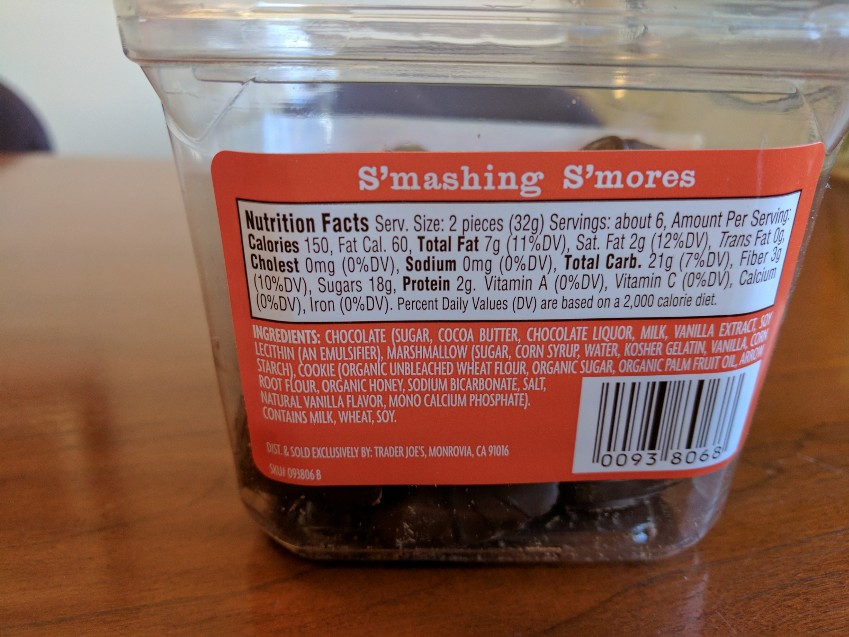 S'mashing S'mores
Nutrition Facts Serv. Size: 2 pieces (32g) Servings: about 6, Amount Per Serving:
Calories 150, Fat Cal. 60, Total Fat 7g (11%DV), Sat. Fat 2g (12%DV), Trans Fat 0g,
Cholest 0mg (0%DV), Sodium 0mg (0%DV), Total Carb. 21g (7%DV), Fiber 3g
(10%DV), Sugars 18g, Protein 2g. Vitamin A (0%DV), Vitamin C (0%DV), Calcium
(0%DV), Iron (0%DV). Percent Daily Values (DV) are based on a 2,000 calorie diet.
INGREDIENTS: CHOCOLATE (SUGAR, COCOA BUTTER, CHOCOLATE LIQUOR, MILK, VANILLA EXTRACT, SOY
LECITHIN (AN EMULSIFIER), MARSHMALLOW (SUGAR, CORN SYRUP, WATER, KOSHER GELATIN, VANILLA, CORN
STARCH), COOKIE (ORGANIC UNBLEACHED WHEAT FLOUR, ORGANIC SUGAR, ORGANIC PALM FRUIT OIL, ARROW
ROOT FLOUR, ORGANIC HONEY, SODIUM BICARBONATE, SALT,
NATURAL VANILLA FLAVOR, MONO CALCIUM PHOSPHATE).
CONTAINS MILK, WHEAT, SOY.
DIST. & SOLD EXCLUSIVELY BY: TRADER JOE'S, MONROVIA, CA 91016
SKU# 093806 B
0093 8068